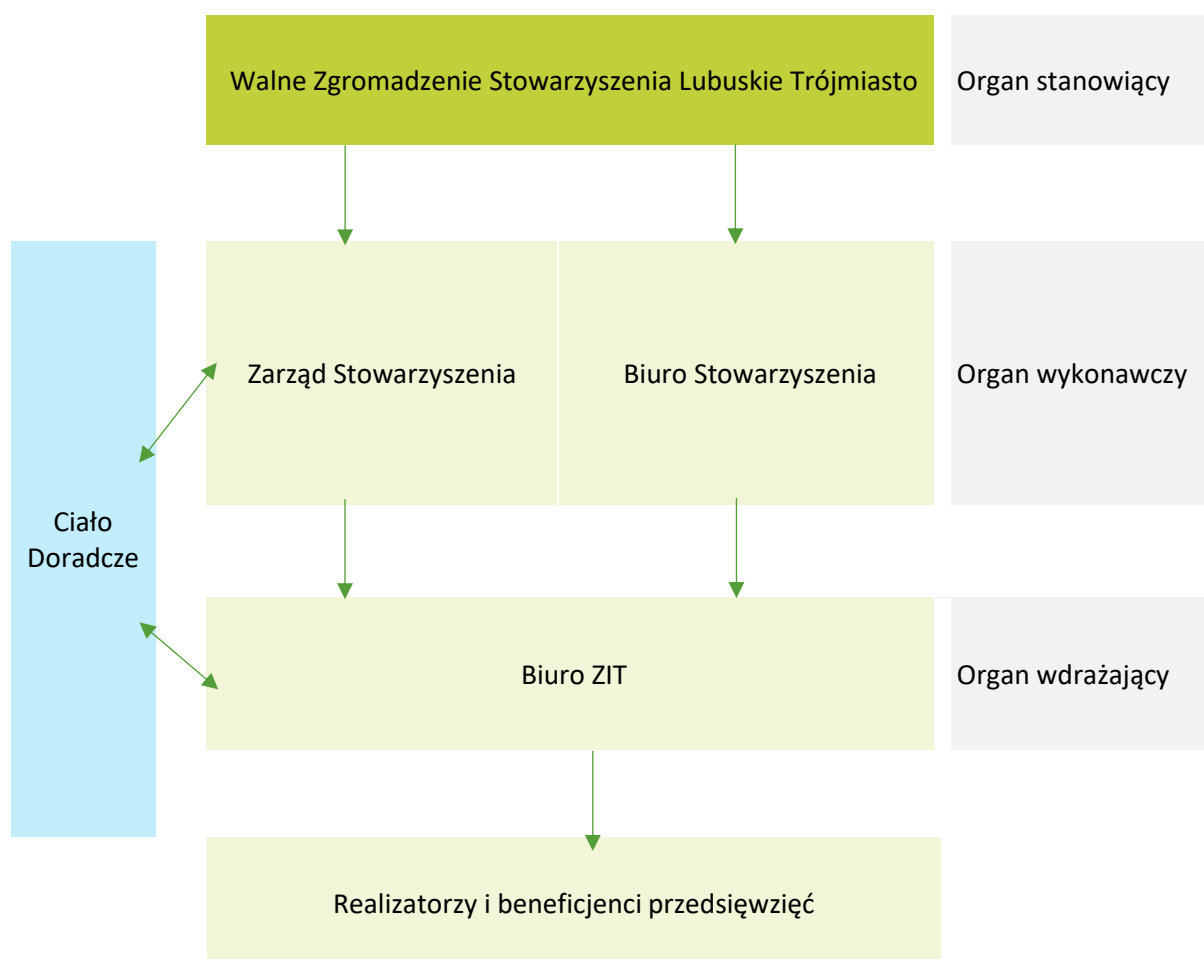 Walne Zgromadzenie Stowarzyszenia Lubuskie Trójmiasto
Organ stanowiący
Zarząd Stowarzyszenia
Biuro Stowarzyszenia
Organ wykonawczy
Ciało
Doradcze
Biuro ZIT
Organ wdrażający
Realizatorzy i beneficjenci przedsięwzięć